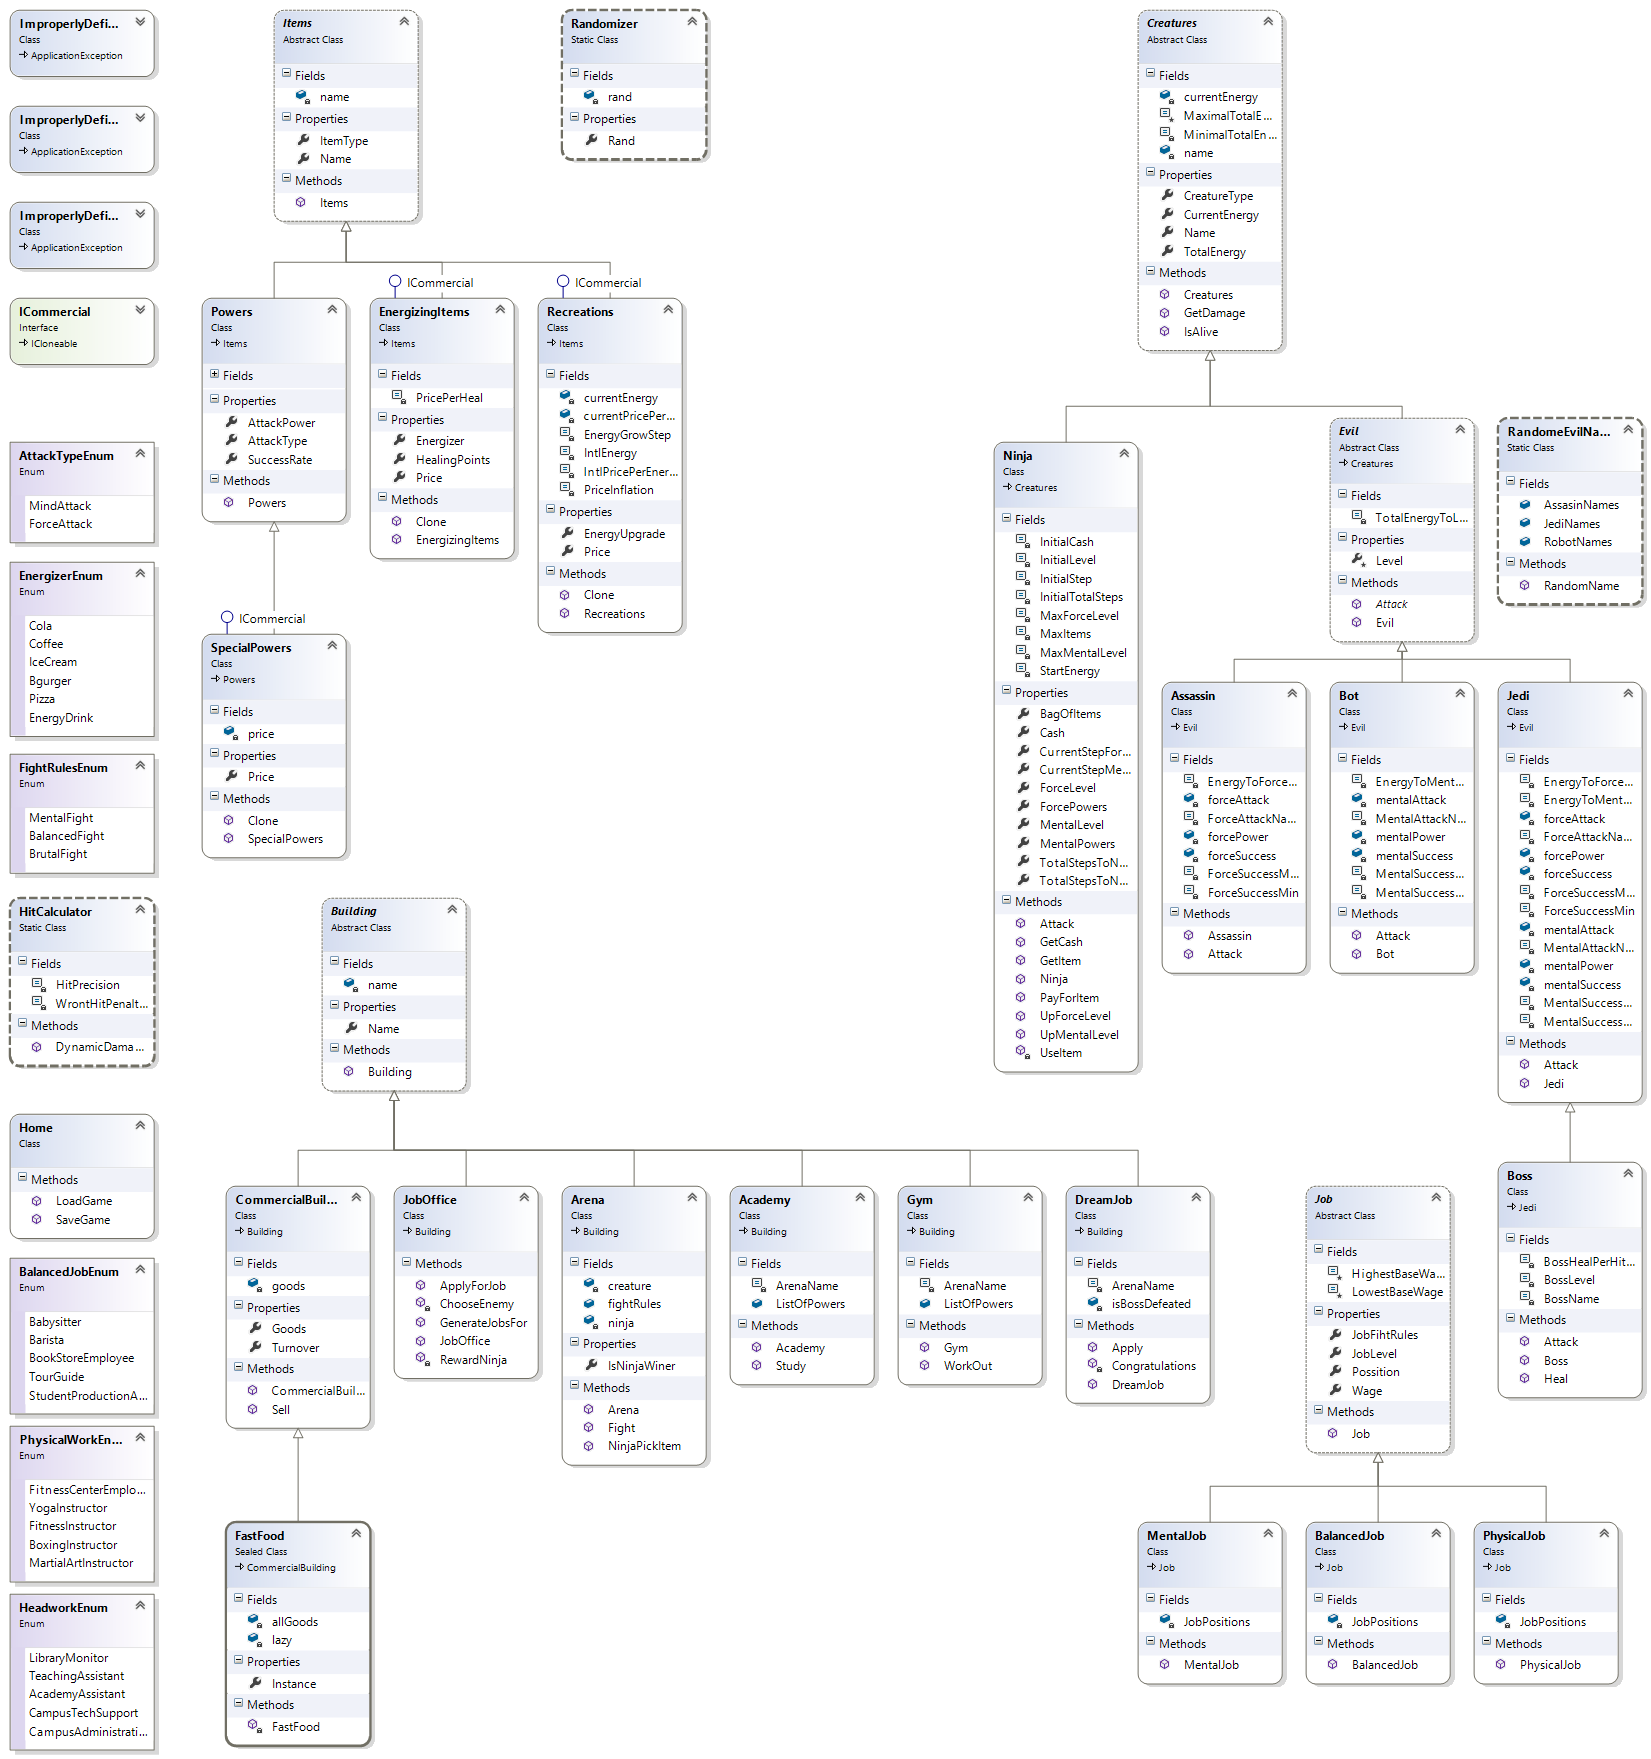 ImproperlyDefi...
Class
ApplicationException
ImproperlyDefi...
Class
ApplicationException
ImproperlyDefi...
Class
ApplicationException
ICommercial
Interface
ICloneable
AttackTypeEnum
Enum
MindAttack
ForceAttack
EnergizerEnum
Enum
Cola
Coffee
IceCream
Bgurger
Pizza
EnergyDrink
FightRulesEnum
Enum
MentalFight
BalancedFight
BrutalFight
HitCalculator
Static Class
Fields
HitPrecision
WrontHitPenalt...
Methods
DynamicDama...
Home
Class
Methods
LoadGame
SaveGame
BalancedJobEnum
Enum
Babysitter
Barista
BookStoreEmployee
TourGuide
StudentProductionA...
PhysicalWorkEn...
Enum
FitnessCenterEmplo...
YogaInstructor
FitnessInstructor
BoxingInstructor
MartialArtInstructor
HeadworkEnum
Enum
LibraryMonitor
TeachingAssistant
AcademyAssistant
CampusTechSupport
CampusAdministrati...
Items
Abstract Class
Fields
name
Properties
ItemType
Name
Methods
Items
Randomizer
Static Class
Fields
rand
Properties
Rand
Powers
Class
Items
Fields
Properties
AttackPower
AttackType
SuccessRate
Methods
Powers
ICommercial
EnergizingItems
Class
Items
Fields
PricePerHeal
Properties
Energizer
HealingPoints
Price
Methods
Clone
EnergizingItems
ICommercial
Recreations
Class
Items
Fields
currentEnergy
currentPricePer...
EnergyGrowStep
IntlEnergy
IntlPricePerEner...
PriceInflation
Properties
EnergyUpgrade
Price
Methods
Clone
Recreations
ICommercial
SpecialPowers
Class
Powers
Fields
price
Properties
Price
Methods
Clone
SpecialPowers
Building
Abstract Class
Fields
name
Properties
Name
Methods
Building
CommercialBuil...
Class
Building
Fields
goods
Properties
Goods
Turnover
Methods
CommercialBuil...
Sell
JobOffice
Class
Building
Methods
ApplyForJob
ChooseEnemy
GenerateJobsFor
JobOffice
RewardNinja
Arena
Class
Building
Fields
creature
fightRules
ninja
Properties
IsNinjaWiner
Methods
Arena
Fight
NinjaPickItem
Academy
Class
Building
Fields
ArenaName
ListOfPowers
Methods
Academy
Study
Gym
Class
Building
Fields
ArenaName
ListOfPowers
Methods
Gym
WorkOut
DreamJob
Class
Building
Fields
ArenaName
isBossDefeated
Methods
Apply
Congratulations
DreamJob
FastFood
Sealed Class
CommercialBuilding
Fields
allGoods
lazy
Properties
Instance
Methods
FastFood
Creatures
Abstract Class
Fields
currentEnergy
MaximalTotalE...
MinimalTotalEn...
name
Properties
CreatureType
CurrentEnergy
Name
TotalEnergy
Methods
Creatures
GetDamage
IsAlive
Ninja
Class
Creatures
Fields
InitialCash
InitialLevel
InitialStep
InitialTotalSteps
MaxForceLevel
MaxItems
MaxMentalLevel
StartEnergy
Properties
BagOfItems
Cash
CurrentStepFor...
CurrentStepMe...
ForceLevel
ForcePowers
MentalLevel
MentalPowers
TotalStepsToN...
TotalStepsToN...
Methods
Attack
GetCash
GetItem
Ninja
PayForItem
UpForceLevel
UpMentalLevel
UseItem
Evil
Abstract Class
Creatures
Fields
TotalEnergyToL...
Properties
Level
Methods
Attack
Evil
RandomeEvilNa...
Static Class
Fields
AssasinNames
JediNames
RobotNames
Methods
RandomName
Assassin
Class
Evil
Fields
EnergyToForce...
forceAttack
ForceAttackNa...
forcePower
forceSuccess
ForceSuccessM...
ForceSuccessMin
Methods
Assassin
Attack
Bot
Class
Evil
Fields
EnergyToMent...
mentalAttack
MentalAttackN...
mentalPower
mentalSuccess
MentalSuccess...
MentalSuccess...
Methods
Attack
Bot
Jedi
Class
Evil
Fields
EnergyToForce...
EnergyToMent...
forceAttack
ForceAttackNa...
forcePower
forceSuccess
ForceSuccessM...
ForceSuccessMin
mentalAttack
MentalAttackN...
mentalPower
mentalSuccess
MentalSuccess...
MentalSuccess...
Methods
Attack
Jedi
Boss
Class
Jedi
Fields
BossHealPerHit...
BossLevel
BossName
Methods
Attack
Boss
Heal
Job
Abstract Class
Fields
HighestBaseWa...
LowestBaseWage
Properties
JobFihtRules
JobLevel
Possition
Wage
Methods
Job
MentalJob
Class
Job
Fields
JobPositions
Methods
MentalJob
BalancedJob
Class
Job
Fields
JobPositions
Methods
BalancedJob
PhysicalJob
Class
Job
Fields
JobPositions
Methods
PhysicalJob